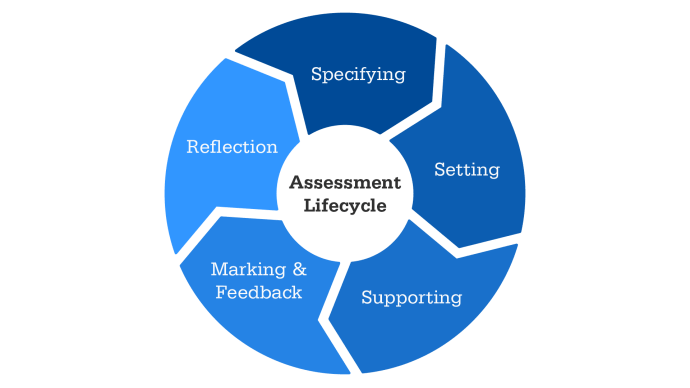 Specifying
Setting
Supporting
Marking &
Feedback
Reflection
Assessment
Lifecycle